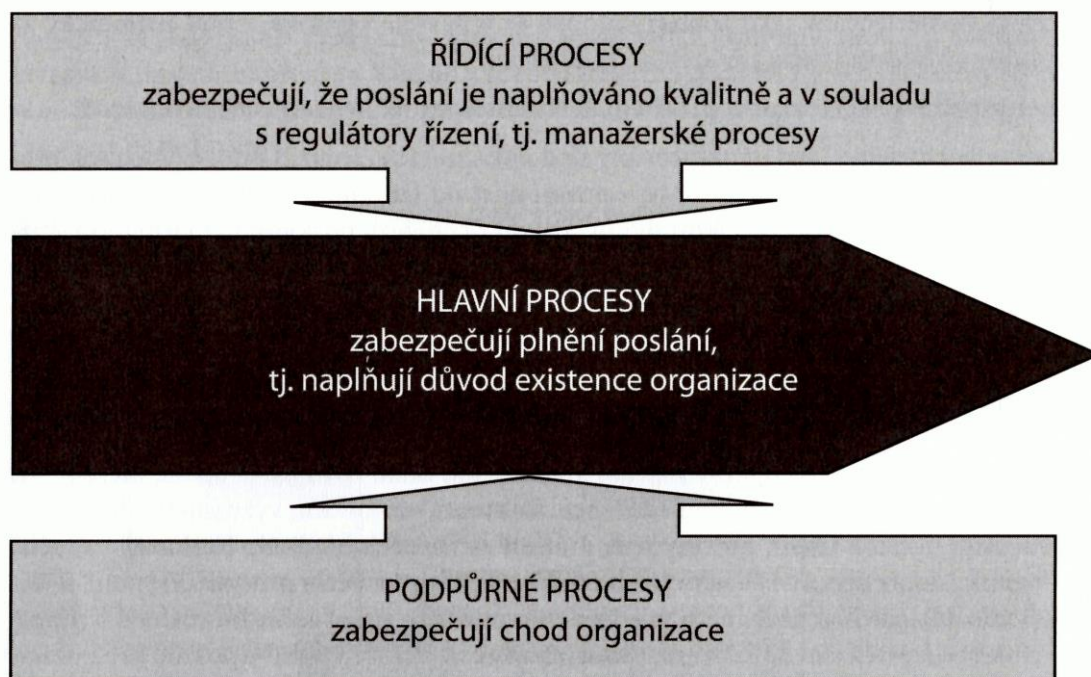 ŘÍDÍCÍ PROCESY
zabezpečují, že poslání je naplňováno kvalitně a v souladu
s regulátory řízení, tj. manažerské procesy
HLAVNÍ PROCESY
zabezpečují plnění poslání,
tj. naplňují důvod existence organizace
PODPŮRNÉ PROCESY
zabezpečují chod organizace